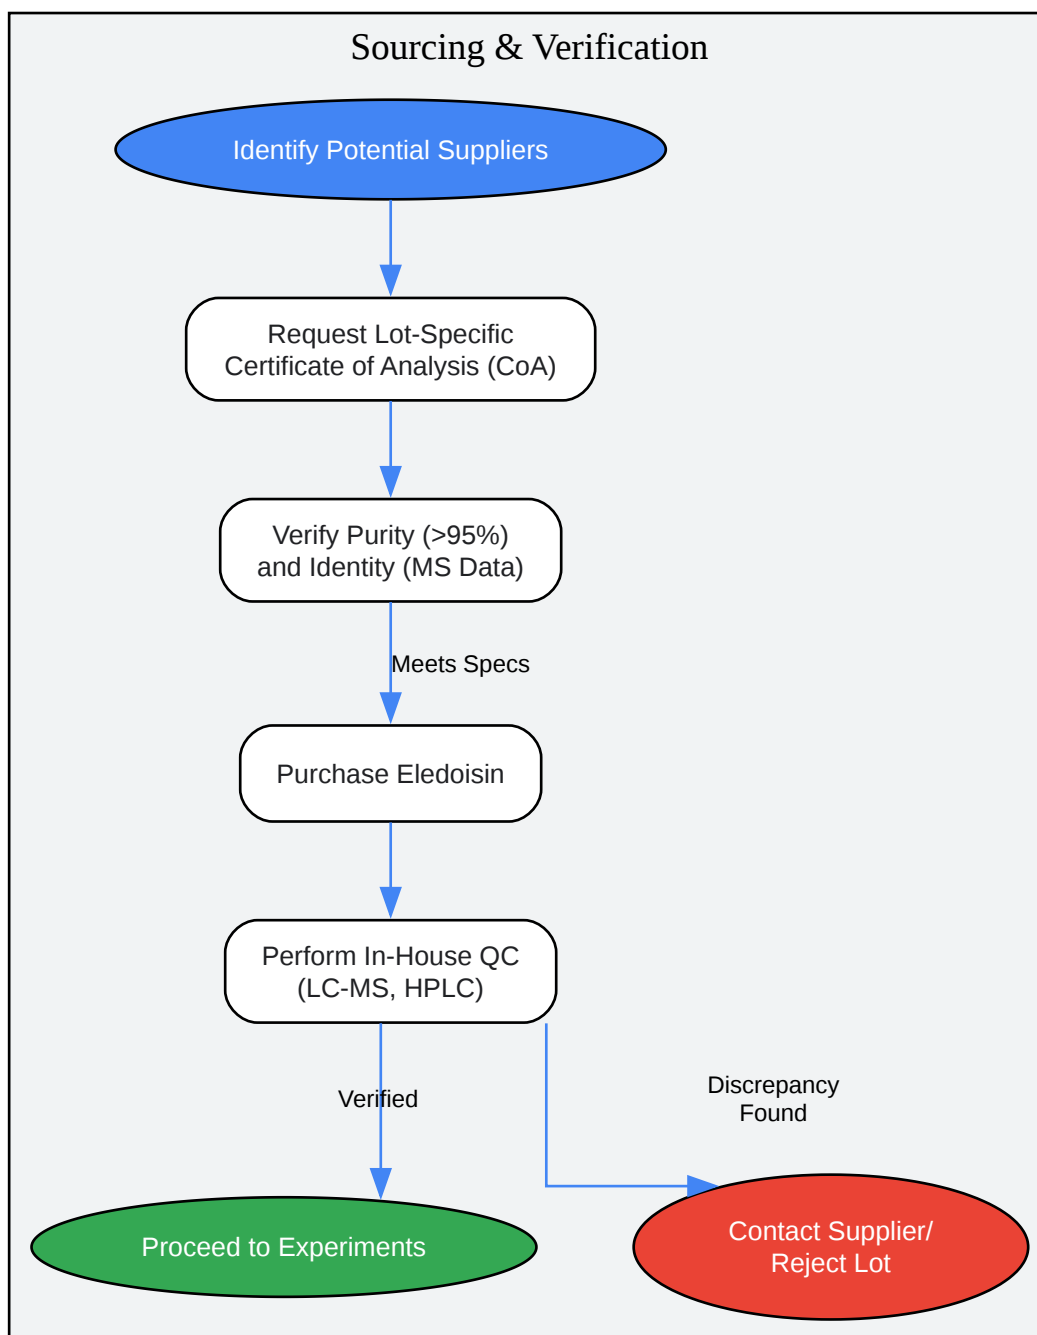 Sourcing & Verification
Identify Potential Suppliers
Request Lot-Specific
Certificate of Analysis (CoA)
Verify Purity (>95%)
and Identity (MS Data)
Meets Specs
Purchase Eledoisin
Perform In-House QC
(LC-MS, HPLC)
Verified
Discrepancy
Found
Proceed to Experiments
Contact Supplier/
Reject Lot